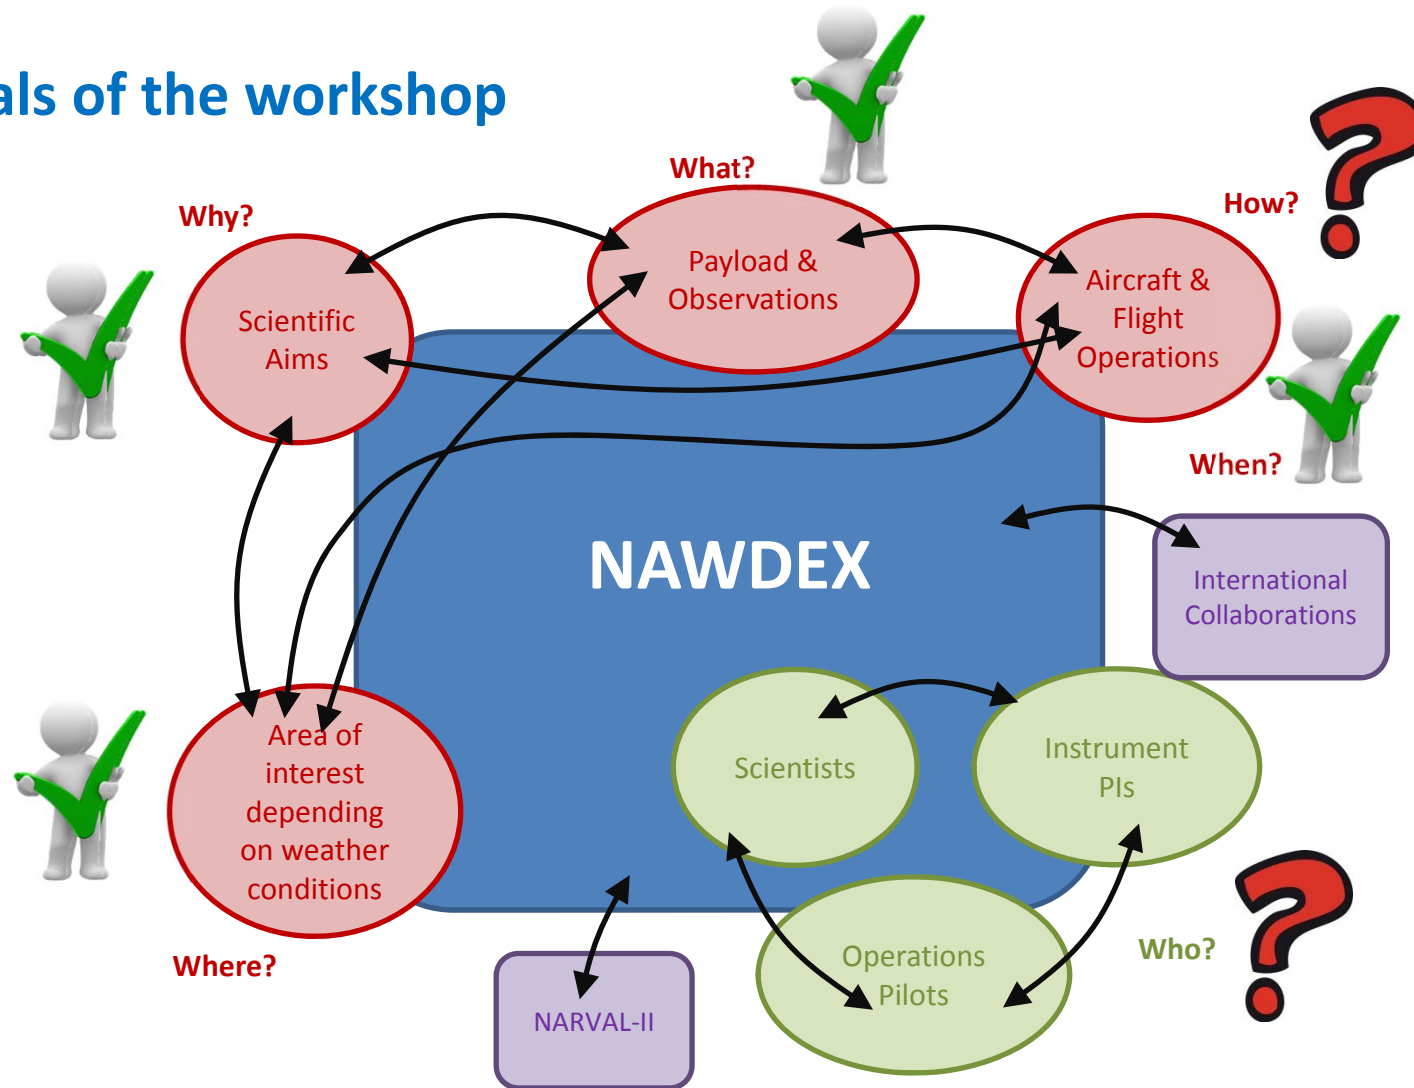 als of the workshop
What?
Why?
How?
Payload &
Observations
Aircraft &
Flight
Operations
Scientific
Aims
When?
NAWDEX
International
Collaborations
Area of
interest
depending
on weather
conditions
Scientists
Instrument
PIs
Where?
Who?
Operations
Pilots
NARVAL-II